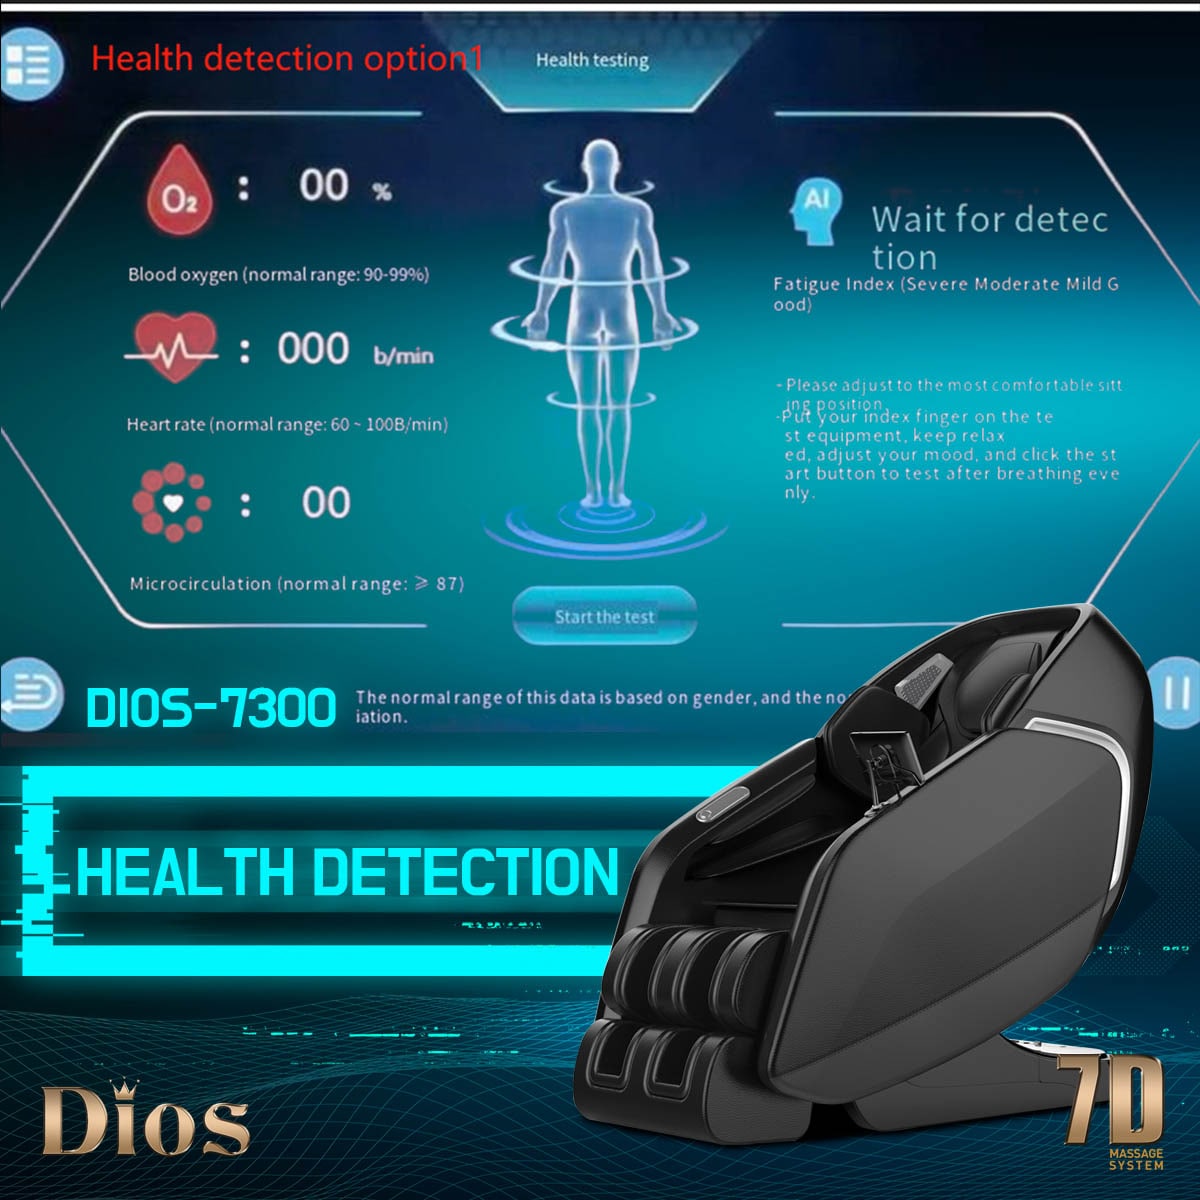 Health detection option1
Health testing
O₂
: 00 %
Blood oxygen (normal range: 90-99%)
: 000 b/min
Heart rate (normal range: 60 ~ 100B/min)
: 00
Microcirculation (normal range: ⩾ 87)
Start the test
AI
Wait for detec
tion
Fatigue Index (Severe Moderate Mild G
ood)
- Please adjust to the most comfortable sitt
ing position.
-Put your index finger on the te
st equipment, keep relax
ed, adjust your mood, and click the st
art button to test after breathing eve
nly.
DIOS-7300
The normal range of this data is based on gender, and the
iation.
HEALTH DETECTION
Dios
7D
MASSAGE
SYSTEM